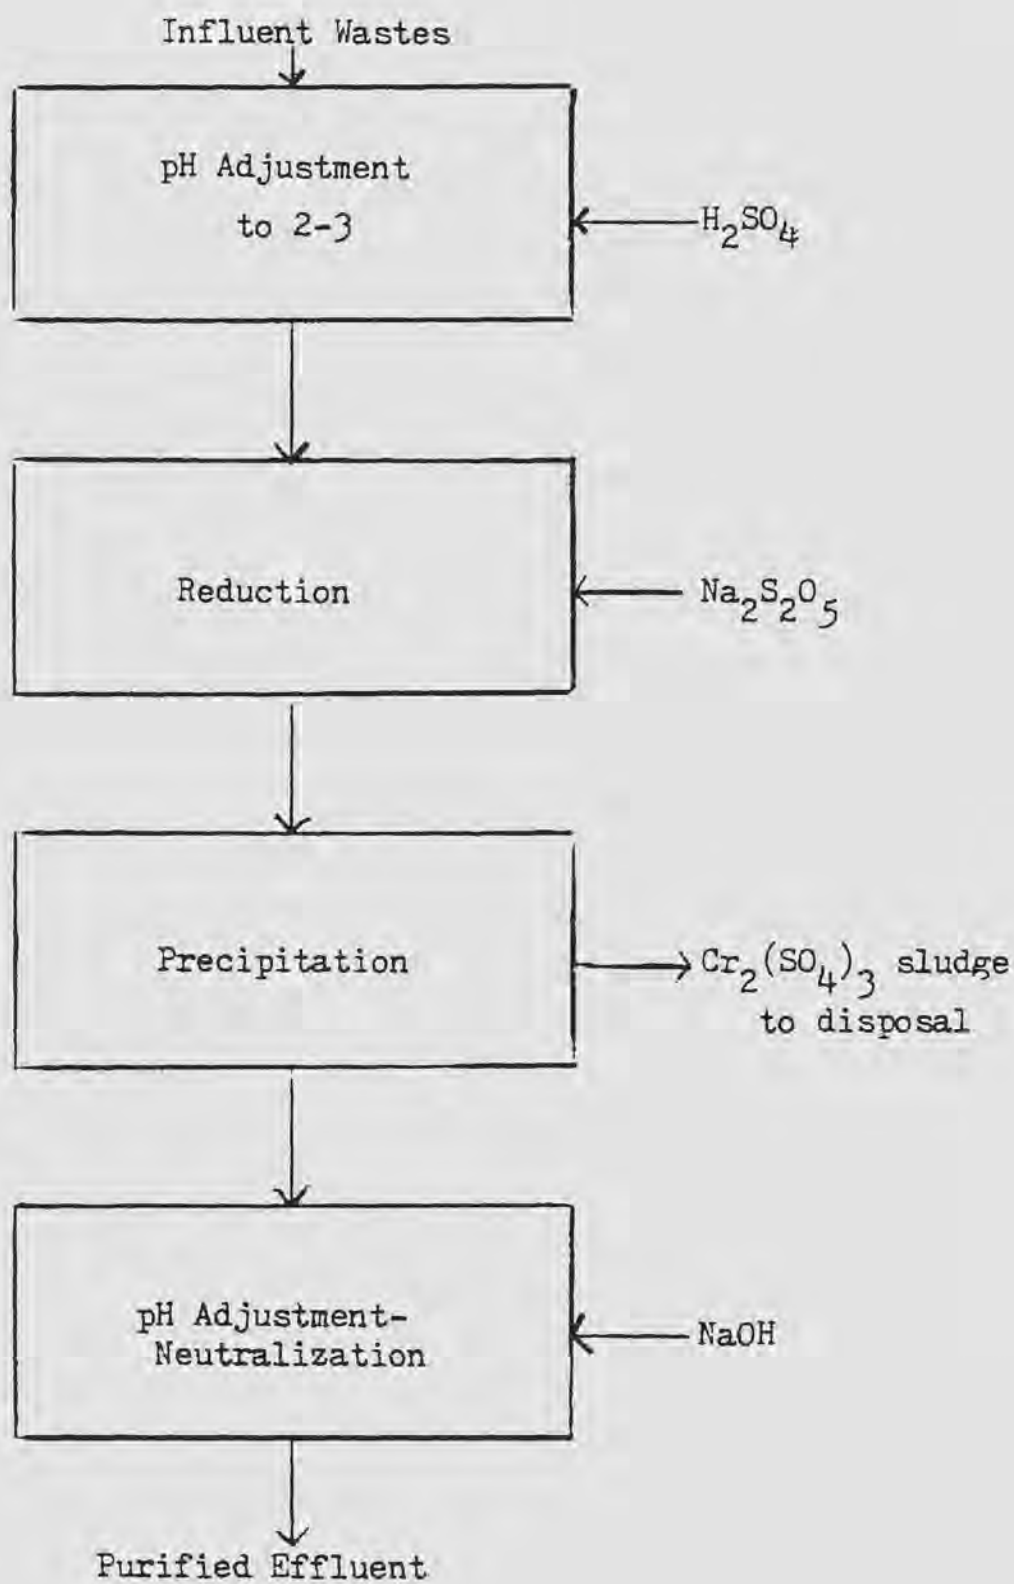 Influent Wastes
pH Adjustment
to 2-3
H₂SO₄
Reduction
Na₂S₂O₅
Precipitation
Cr₂(SO₄)₃ sludge
to disposal
pH Adjustment-
Neutralization
NaOH
Purified Effluent